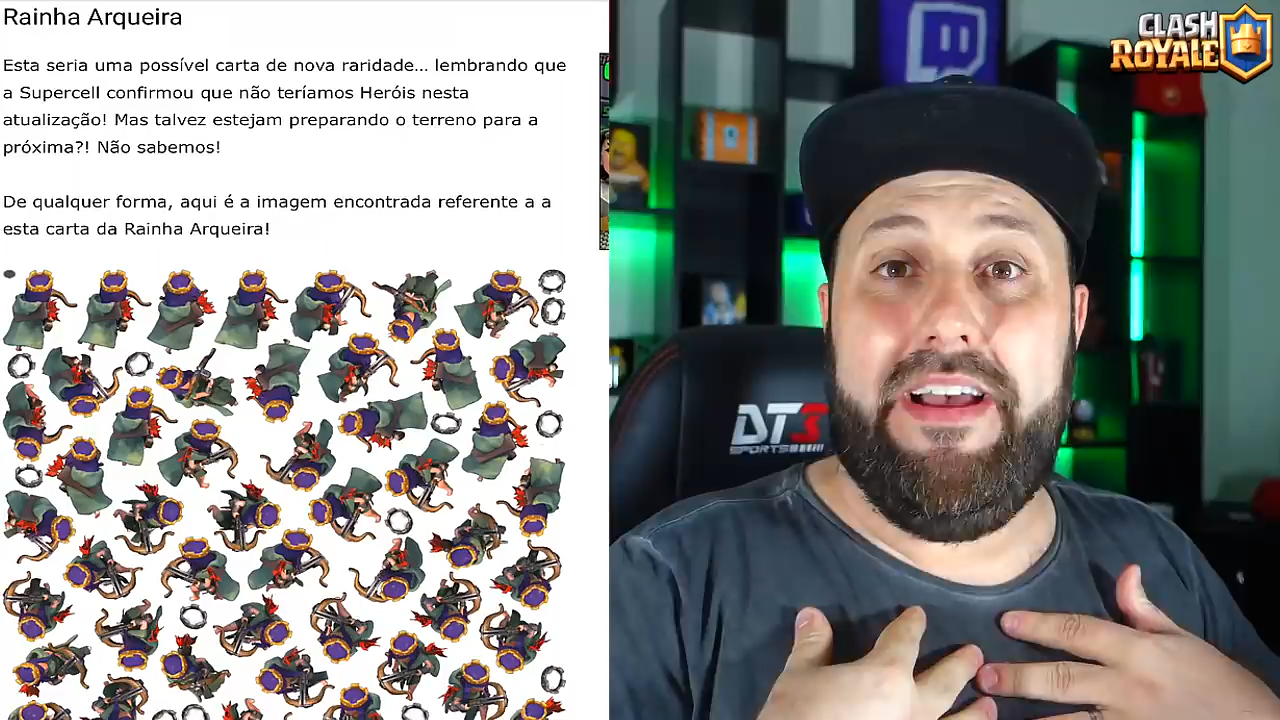 Rainha Arqueira
Esta seria uma possível carta de nova raridade... lembrando que
a Supercell confirmou que não teríamos Heróis nesta
atualização! Mas talvez estejam preparando o terreno para a
próxima?! Não sabemos!
De qualquer forma, aqui é a imagem encontrada referente a a
esta carta da Rainha Arqueira!
CLASH
ROYALE
DT3
SPORTS